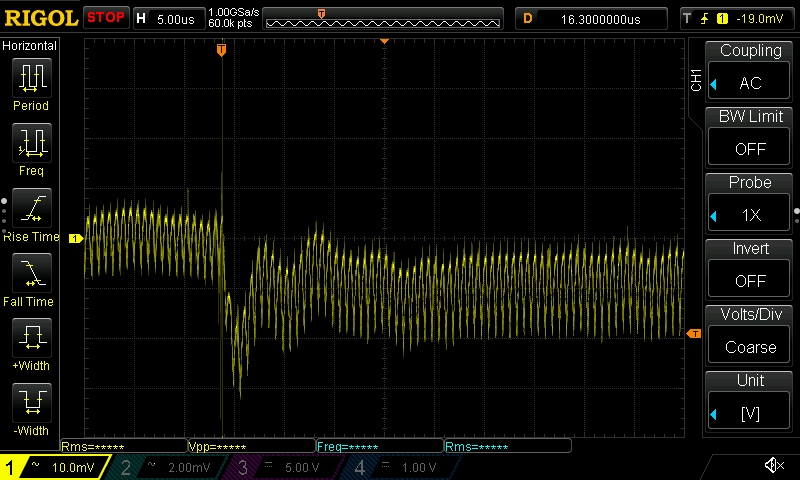 RIGOL STOP H 5.00us 1.00GSa/s 60.0k pts T D 16.3000000us T 1 -19.0mV
Horizontal
Period
Freq
Rise Time
Fall Time
+Width
-Width
T
1
T
CH1
Coupling
AC
BW Limit
OFF
Probe
1X
Invert
OFF
Volts/Div
Coarse
Unit
[V]
Rms=***** Vpp=***** Freq=***** Rms=*****
1 ~ 10.0mV 2 ~ 2.00mV 3 5.00 V 4 1.00 V